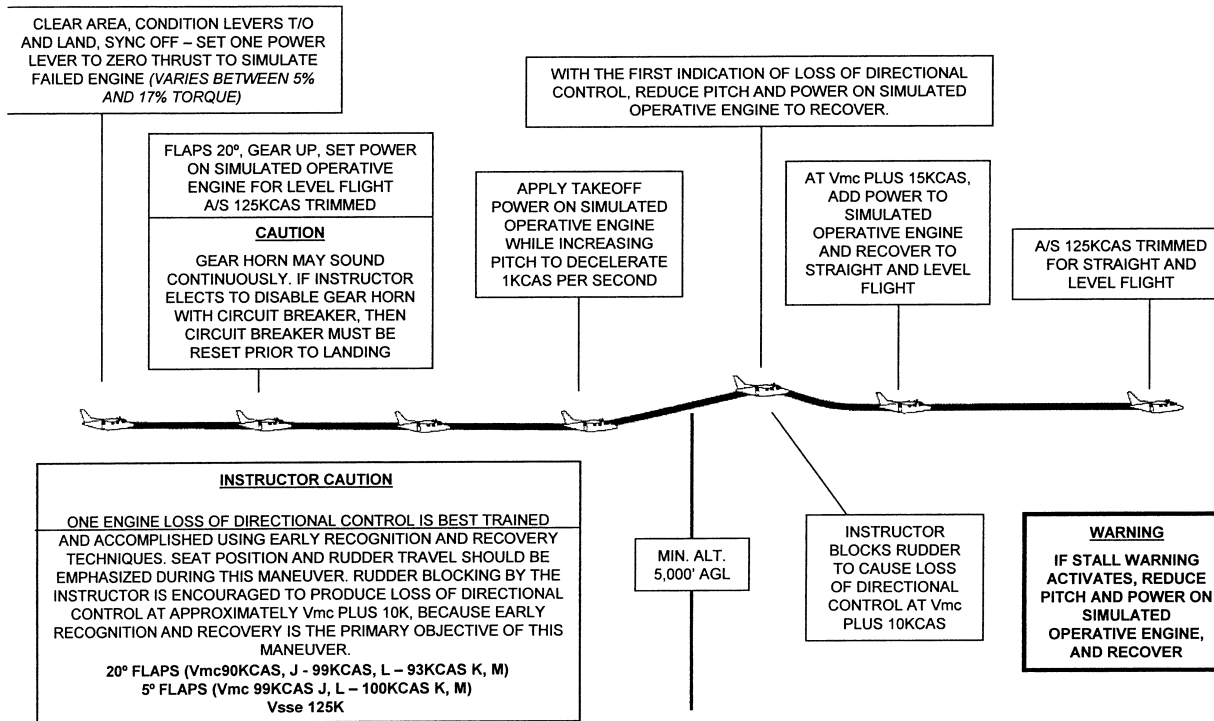 CLEAR AREA, CONDITION LEVERS T/O
AND LAND, SYNC OFF – SET ONE POWER
LEVER TO ZERO THRUST TO SIMULATE
FAILED ENGINE (VARIES BETWEEN 5%
AND 17% TORQUE)
FLAPS 20º, GEAR UP, SET POWER
ON SIMULATED OPERATIVE
ENGINE FOR LEVEL FLIGHT
A/S 125KCAS TRIMMED
CAUTION
GEAR HORN MAY SOUND
CONTINUOUSLY. IF INSTRUCTOR
ELECTS TO DISABLE GEAR HORN
WITH CIRCUIT BREAKER, THEN
CIRCUIT BREAKER MUST BE
RESET PRIOR TO LANDING
APPLY TAKEOFF
POWER ON SIMULATED
OPERATIVE ENGINE
WHILE INCREASING
PITCH TO DECELERATE
1KCAS PER SECOND
WITH THE FIRST INDICATION OF LOSS OF DIRECTIONAL
CONTROL, REDUCE PITCH AND POWER ON SIMULATED
OPERATIVE ENGINE TO RECOVER.
AT Vmc PLUS 15KCAS,
ADD POWER TO
SIMULATED
OPERATIVE ENGINE
AND RECOVER TO
STRAIGHT AND LEVEL
FLIGHT
A/S 125KCAS TRIMMED
FOR STRAIGHT AND
LEVEL FLIGHT
INSTRUCTOR CAUTION
ONE ENGINE LOSS OF DIRECTIONAL CONTROL IS BEST TRAINED
AND ACCOMPLISHED USING EARLY RECOGNITION AND RECOVERY
TECHNIQUES. SEAT POSITION AND RUDDER TRAVEL SHOULD BE
EMPHASIZED DURING THIS MANEUVER. RUDDER BLOCKING BY THE
INSTRUCTOR IS ENCOURAGED TO PRODUCE LOSS OF DIRECTIONAL
CONTROL AT APPROXIMATELY Vmc PLUS 10K, BECAUSE EARLY
RECOGNITION AND RECOVERY IS THE PRIMARY OBJECTIVE OF THIS
MANEUVER.
20º FLAPS (Vmc90KCAS, J - 99KCAS, L – 93KCAS K, M)
5º FLAPS (Vmc 99KCAS J, L – 100KCAS K, M)
Vsse 125K
MIN. ALT.
5,000' AGL
INSTRUCTOR
BLOCKS RUDDER
TO CAUSE LOSS
OF DIRECTIONAL
CONTROL AT Vmc
PLUS 10KCAS
WARNING
IF STALL WARNING
ACTIVATES, REDUCE
PITCH AND POWER ON
SIMULATED
OPERATIVE ENGINE,
AND RECOVER